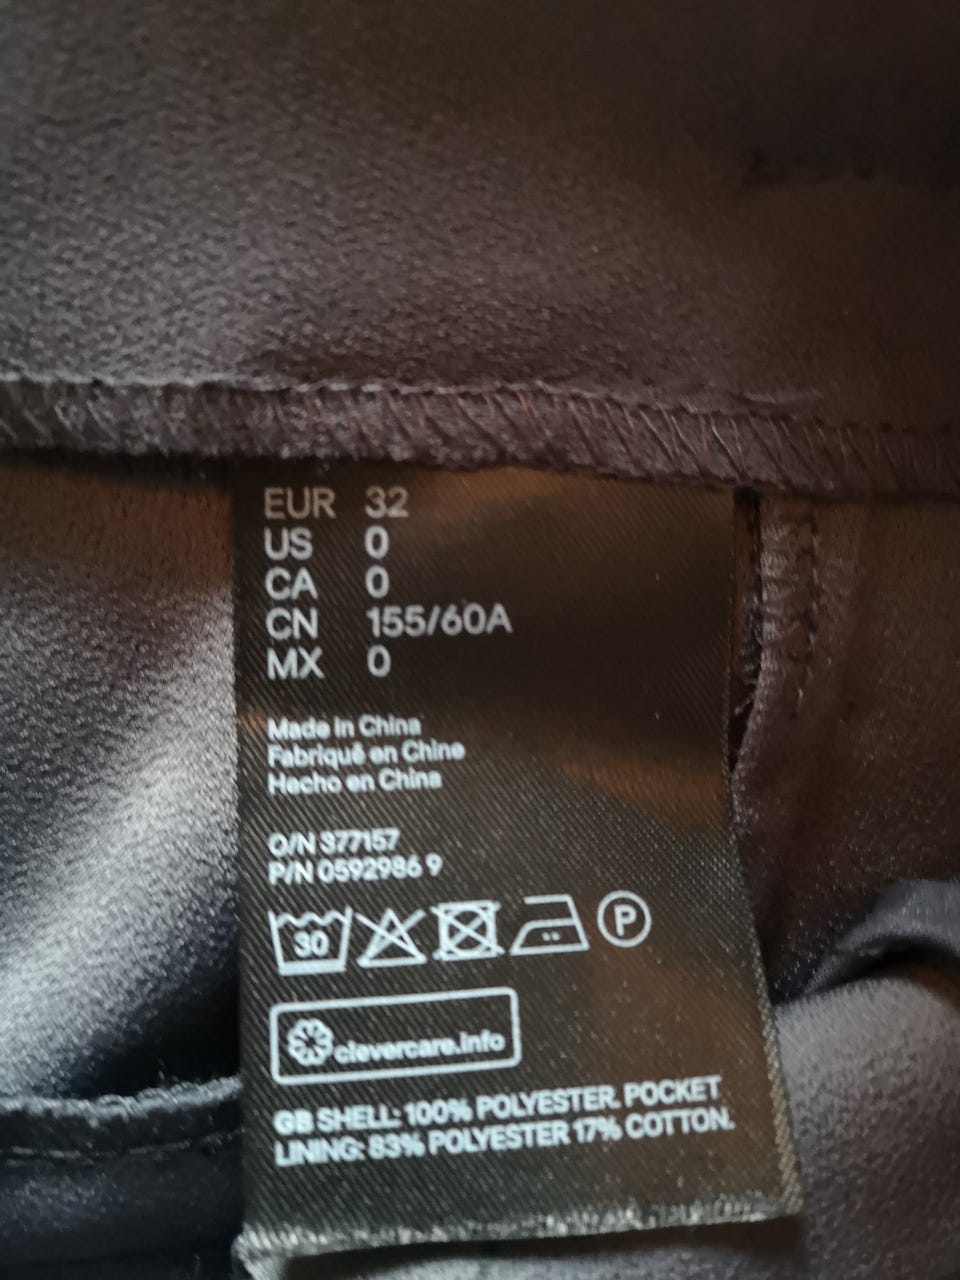 EUR 32
US 0
CA 0
CN 155/60A
MX 0
Made in China
Fabriqué en Chine
Hecho en China
O/N 377157
P/N 0592986 9
30 P
clevercare.info
GB SHELL: 100% POLYESTER. POCKET
LINING: 83% POLYESTER 17% COTTON.